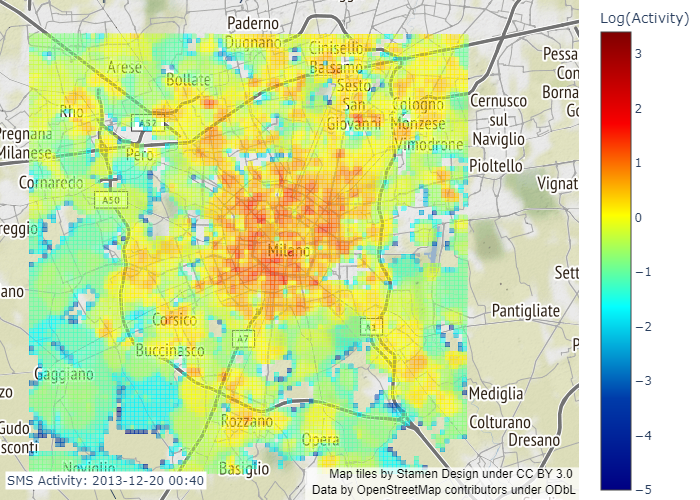 Log(Activity)
Paderno
Dugnano
Cinisello
Balsamo
Arese
Bollate
Sesto
San
Giovanni
Cologno
Monzese
Vimodrone
Cernusco
sul
Naviglio
Pessa
Con
Borna
Go
Rho
A52
Pregnana
Milanese
Pero
Pioltello
Cornaredo
Vignat
A50
reggio
Milano
Sett
ano
Pantigliate
Corsico
A7
A1
Buccinasco
P
Gaggiano
zo
Mediglia
Rozzano
Colturano
Gudo
sconti
Opera
Dresano
Noviglio
Basiglio
SMS Activity: 2013-12-20 00:40
Map tiles by Stamen Design under CC BY 3.0
Data by OpenStreetMap contributors under ODbL
3
2
1
0
−1
−2
−3
−4
−5